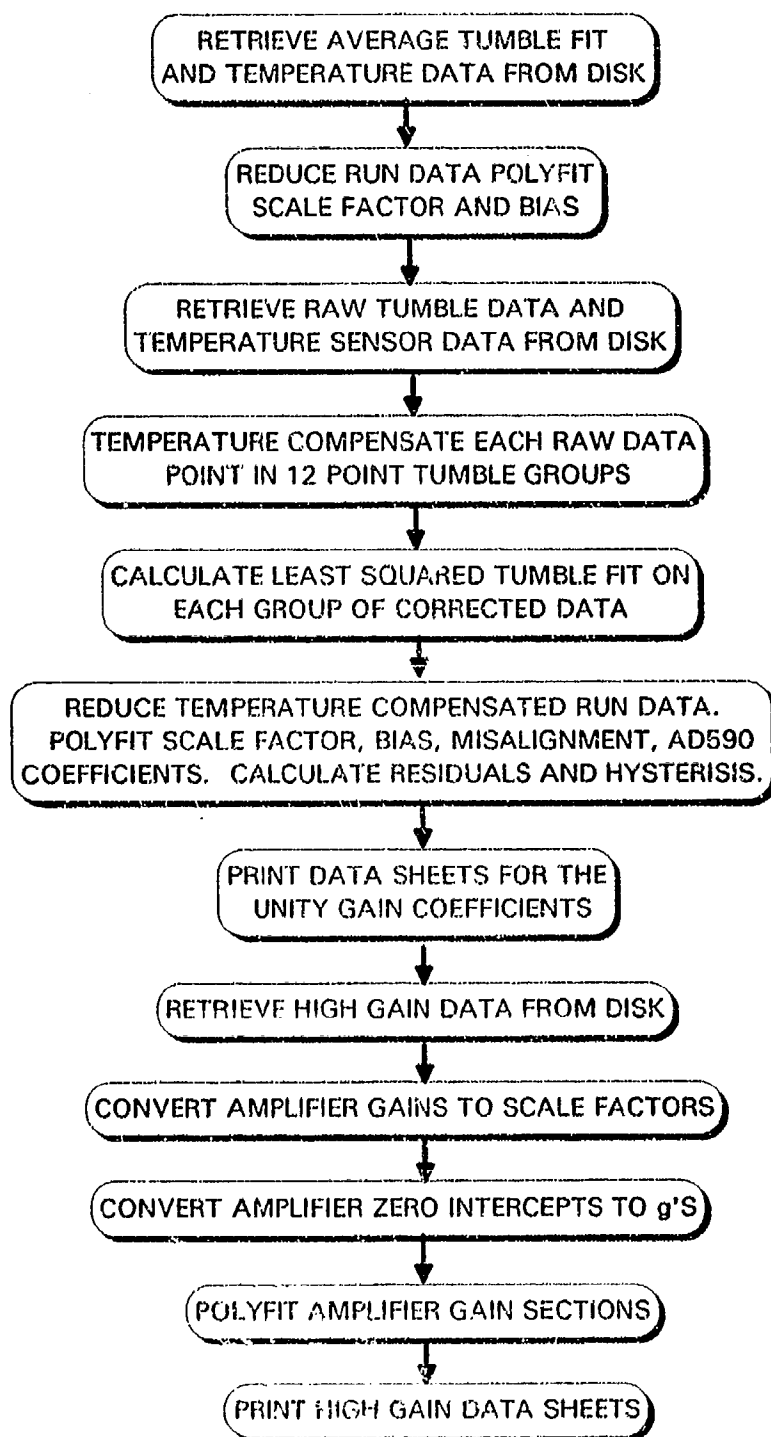 RETRIEVE AVERAGE TUMBLE FIT
AND TEMPERATURE DATA FROM DISK
REDUCE RUN DATA POLYFIT
SCALE FACTOR AND BIAS
RETRIEVE RAW TUMBLE DATA AND
TEMPERATURE SENSOR DATA FROM DISK
TEMPERATURE COMPENSATE EACH RAW DATA
POINT IN 12 POINT TUMBLE GROUPS
CALCULATE LEAST SQUARED TUMBLE FIT ON
EACH GROUP OF CORRECTED DATA
REDUCE TEMPERATURE COMPENSATED RUN DATA.
POLYFIT SCALE FACTOR, BIAS, MISALIGNMENT, AD590
COEFFICIENTS. CALCULATE RESIDUALS AND HYSTERISIS.
PRINT DATA SHEETS FOR THE
UNITY GAIN COEFFICIENTS
RETRIEVE HIGH GAIN DATA FROM DISK
CONVERT AMPLIFIER GAINS TO SCALE FACTORS
CONVERT AMPLIFIER ZERO INTERCEPTS TO g'S
POLYFIT AMPLIFIER GAIN SECTIONS
PRINT HIGH GAIN DATA SHEETS